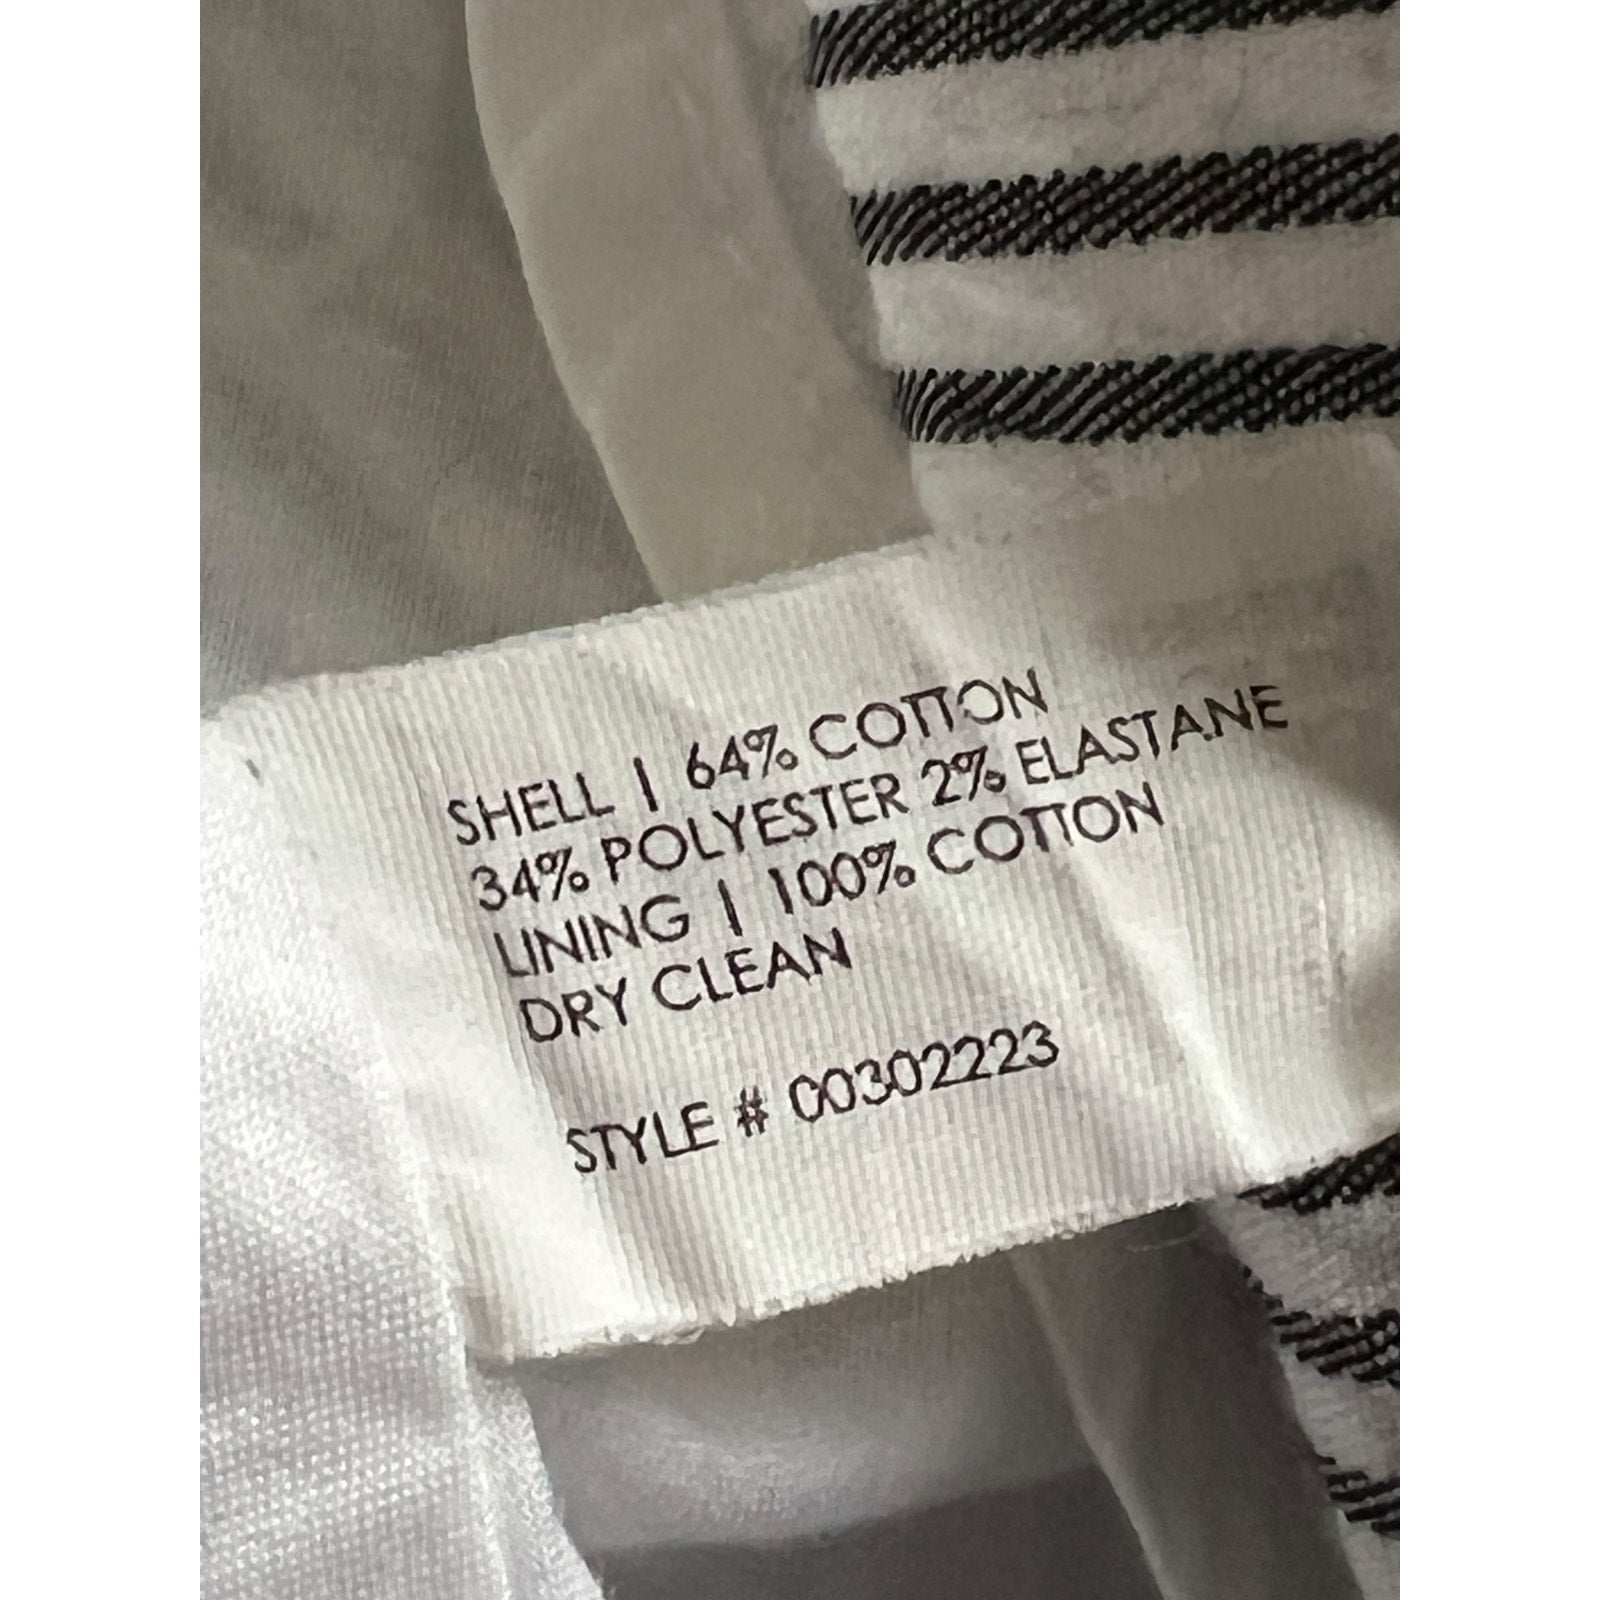 SHELL | 64% COTTON
34% POLYESTER 2% ELASTANE
LINING | 100% COTTON
DRY CLEAN
STYLE # 00302223